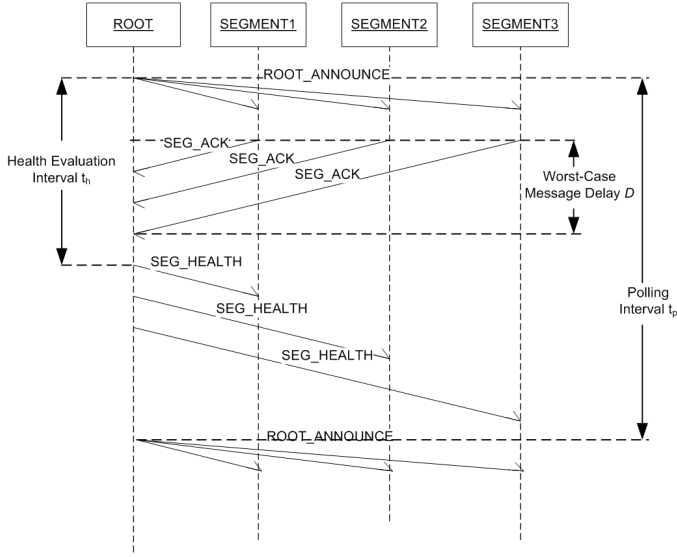 ROOT
SEGMENT1
SEGMENT2
SEGMENT3
ROOT_ANNOUNCE
SEG_ACK
SEG_ACK
SEG_ACK
Health Evaluation
Interval th
Worst-Case
Message Delay D
SEG_HEALTH
SEG_HEALTH
Polling
Interval tp
SEG_HEALTH
ROOT_ANNOUNCE